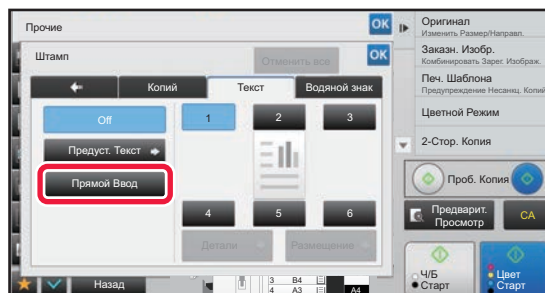 Прочие
OK
Штамп
Отменить все
OK
Копий
Текст
Водяной знак
Off
1
2
3
Предуст. Текст
Прямой Ввод
4
5
6
Детали
Размещение
Назад
3 B4
4 A3
A4
Оригинал
Изменить Размер/Направл.
Заказн. Изобр.
Комбинировать Зарег. Изображ.
Печ. Шаблона
Предупреждение Несанкц. Копий
Цветной Режим
2-Стор. Копия
Проб. Копия
Предварит.
Просмотр
CA
Ч/Б
Старт
Цвет
Старт